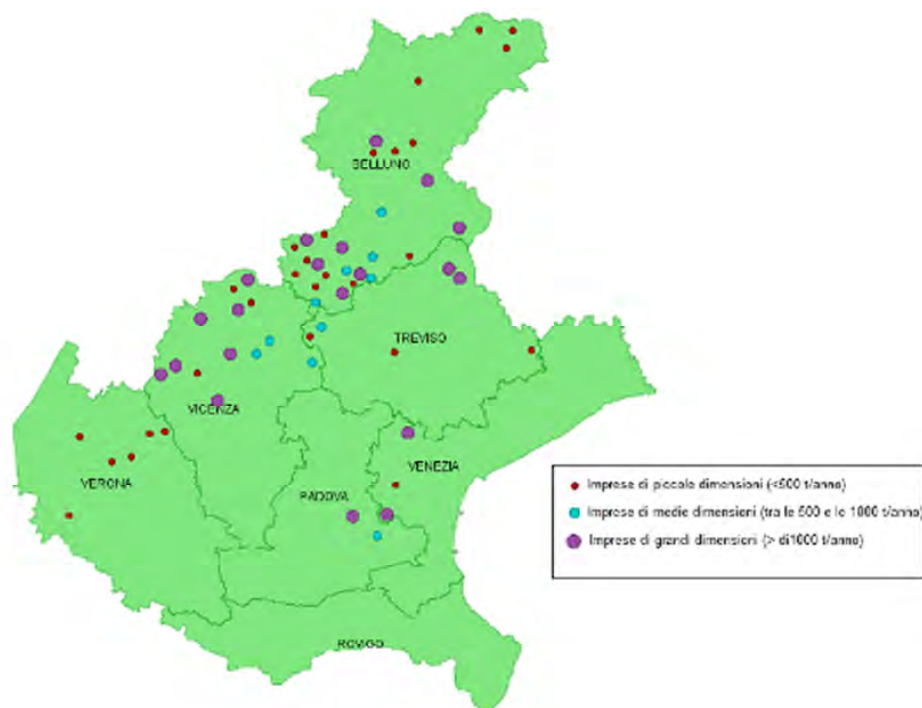 BELLUNO
TREVISO
VICENZA
VENEZIA
VERONA
PADOVA
ROVIGO
Imprese di piccole dimensioni (<500 t/anno)
Imprese di medie dimensioni (tra le 500 e le 1000 t/anno)
Imprese di grandi dimensioni (> di1000 t/anno)